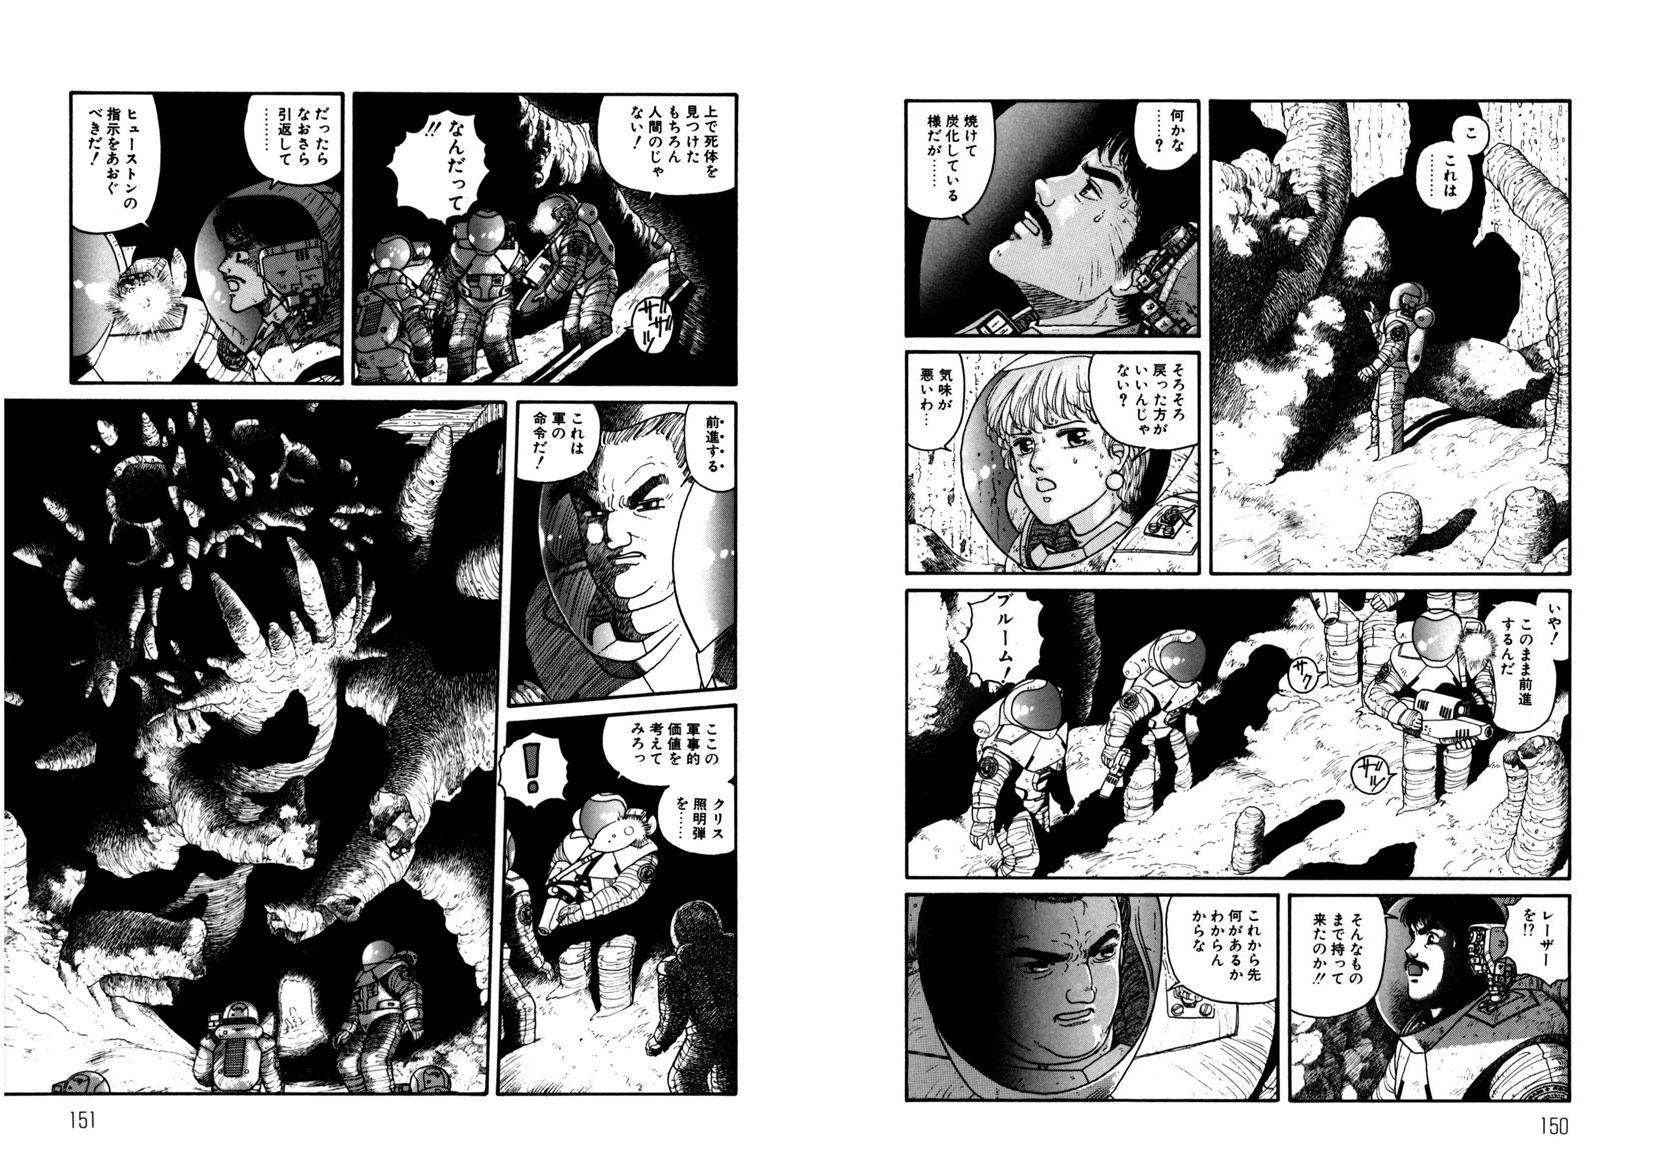 こ
これは
………
何かな
……？
焼けて
炭化している
様だが……
そろそろ
戻った方が
いいんじゃ
ない？
気味が
悪いわ…
いや！
このまま前進
するんだ
サク
ザッ
ブルーム！
レーザー
を!?
そんなもの
まで持って
来たのか!!
これから先
何があるか
わからん
からな
150
上で死体を
見つけた
もちろん
人間のじゃ
ない！
なんだって
!!
ザザッ
だったら
なおさら
引返して
………
ヒューストンの
指示をあおぐ
べきだ！
前進する
これは
軍の
命令だ！
ここの
軍事的
価値を
考えて
みろっ
クリス
照明弾
を……
！
151